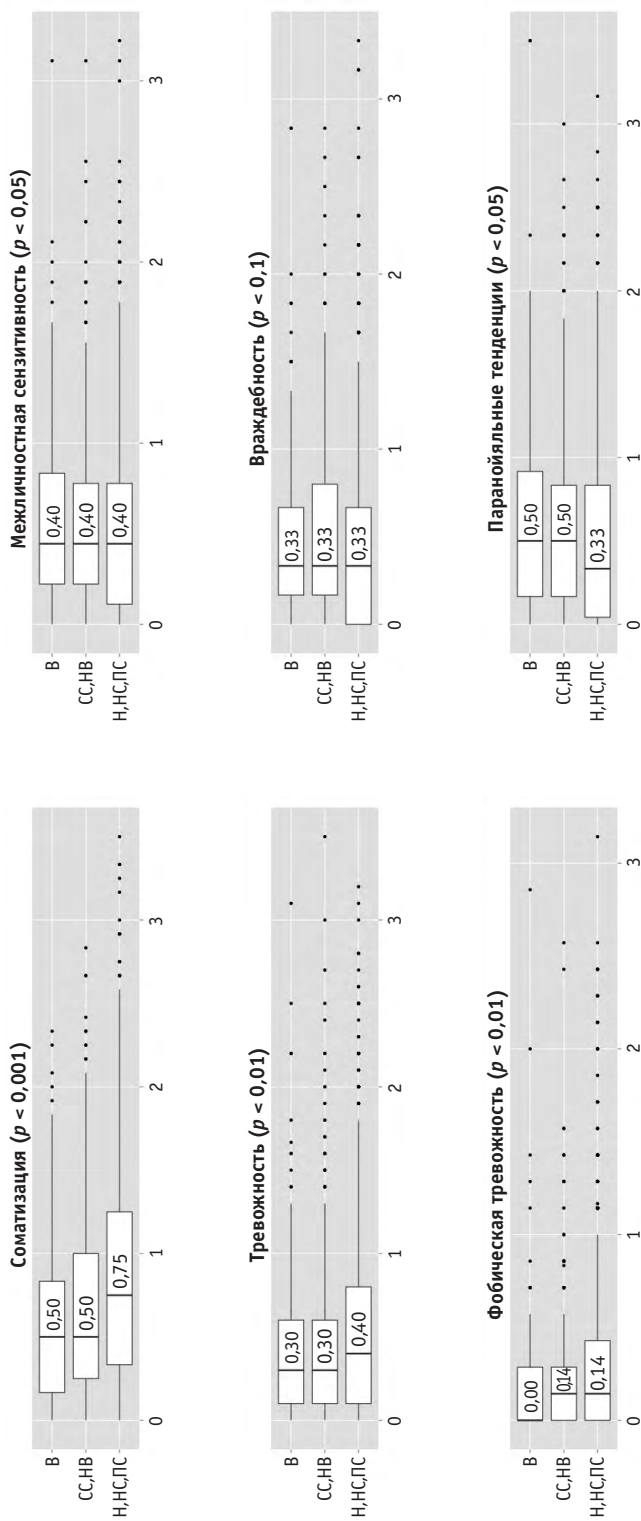 Соматизация (p < 0,001)
В
0,50
СС,НВ
0,50
Н,НС,ПС
0,75
0 1 2 3
Межличностная сензитивность (p < 0,05)
В
0,40
СС,НВ
0,40
Н,НС,ПС
0,40
0 1 2 3
Тревожность (p < 0,01)
В
0,30
СС,НВ
0,30
Н,НС,ПС
0,40
0 1 2 3
Враждебность (p < 0,1)
В
0,33
СС,НВ
0,33
Н,НС,ПС
0,33
0 1 2 3
Фобическая тревожность (p < 0,01)
В
0,00
СС,НВ
0,14
Н,НС,ПС
0,14
0 1 2 3
Паранойяльные тенденции (p < 0,05)
В
0,50
СС,НВ
0,50
Н,НС,ПС
0,33
0 1 2 3